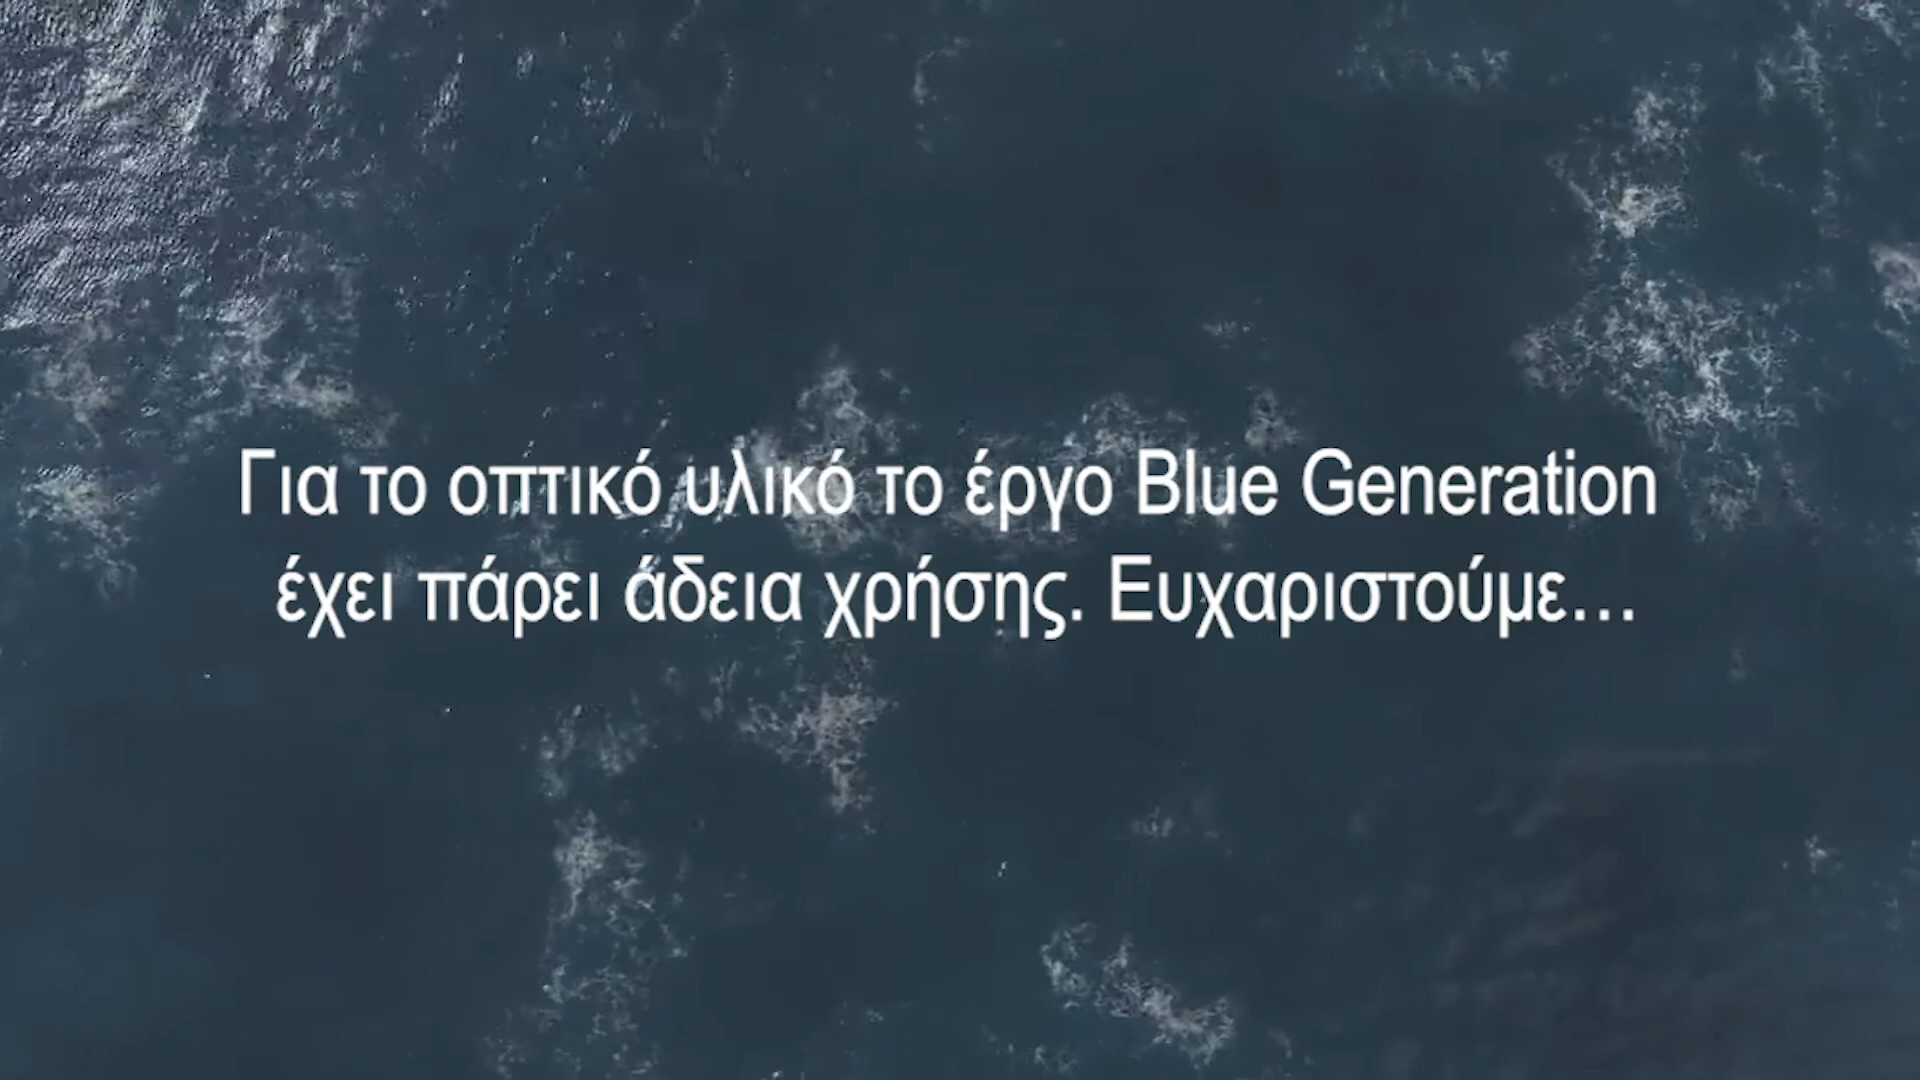 Για το οπτικό υλικό το έργο Blue Generation
έχει πάρει άδεια χρήσης. Ευχαριστούμε…